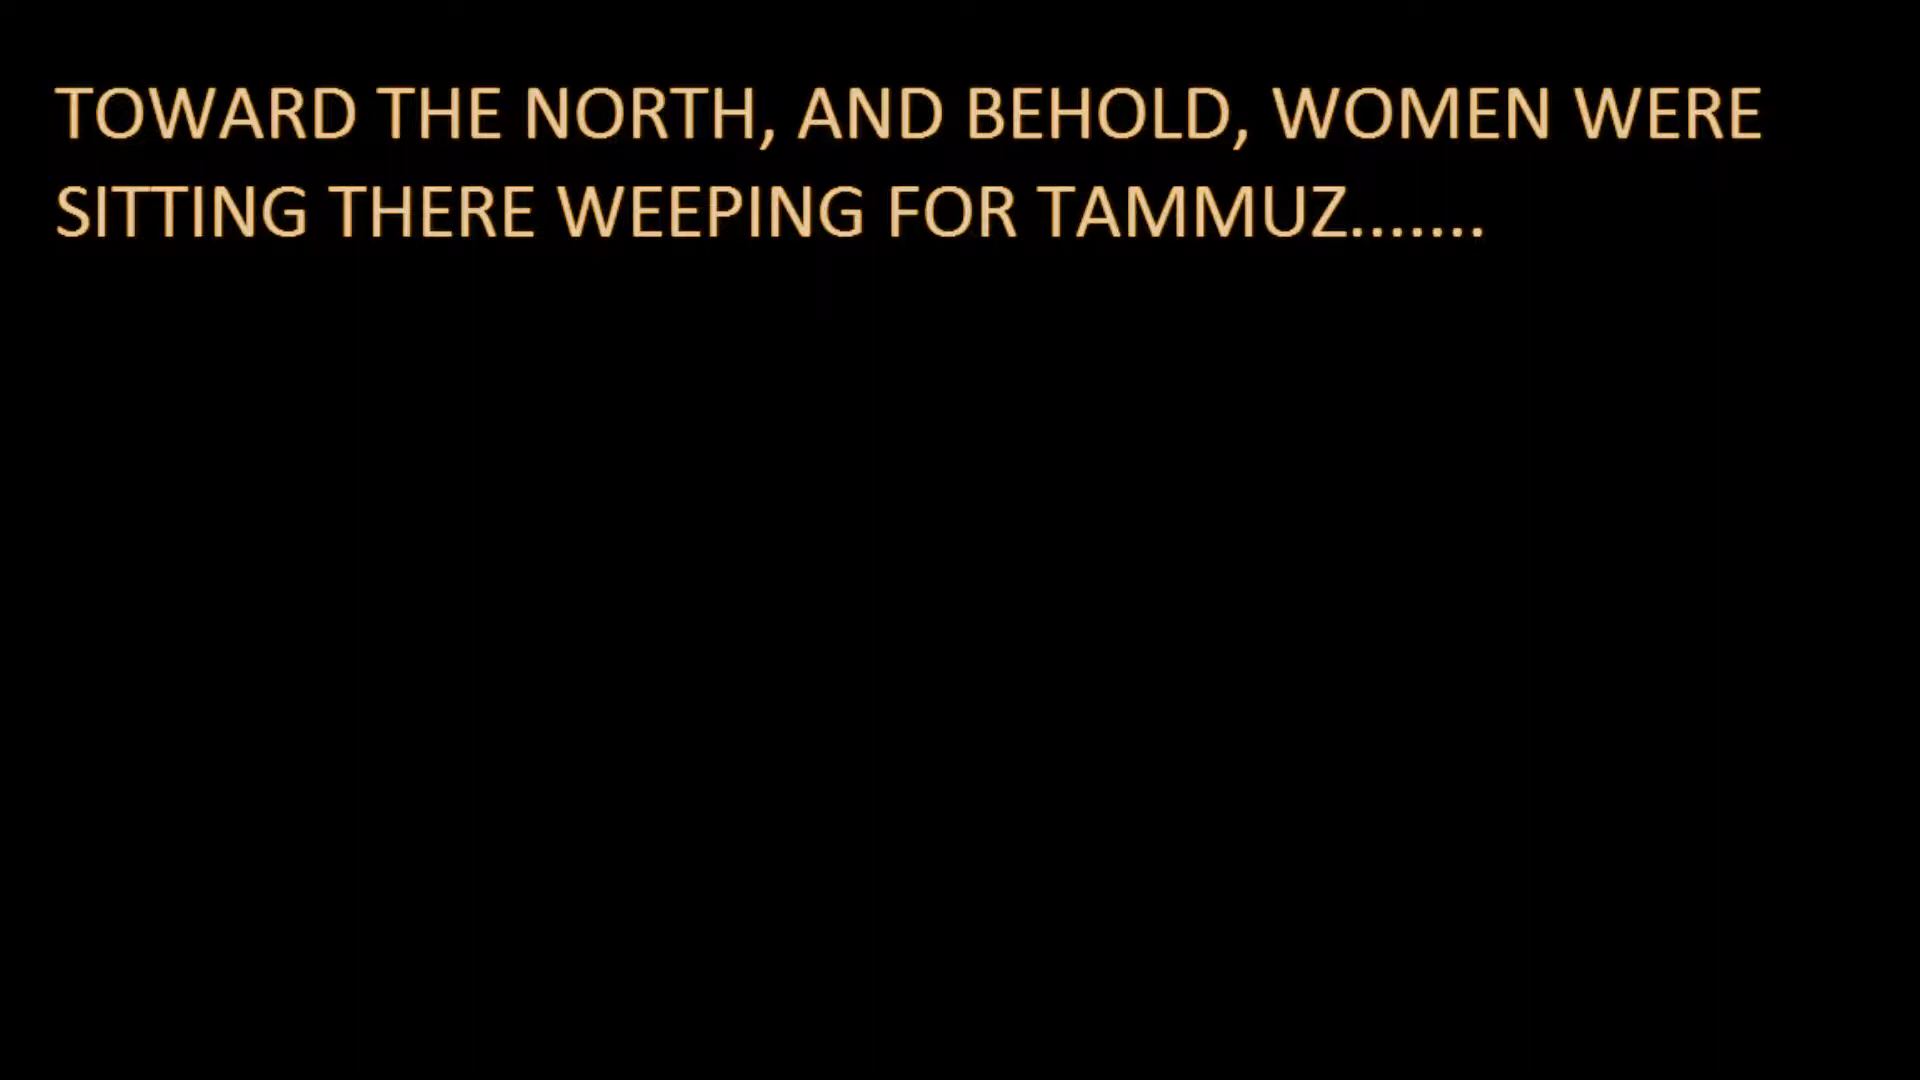 TOWARD THE NORTH, AND BEHOLD, WOMEN WERE
SITTING THERE WEEPING FOR TAMMUZ.......